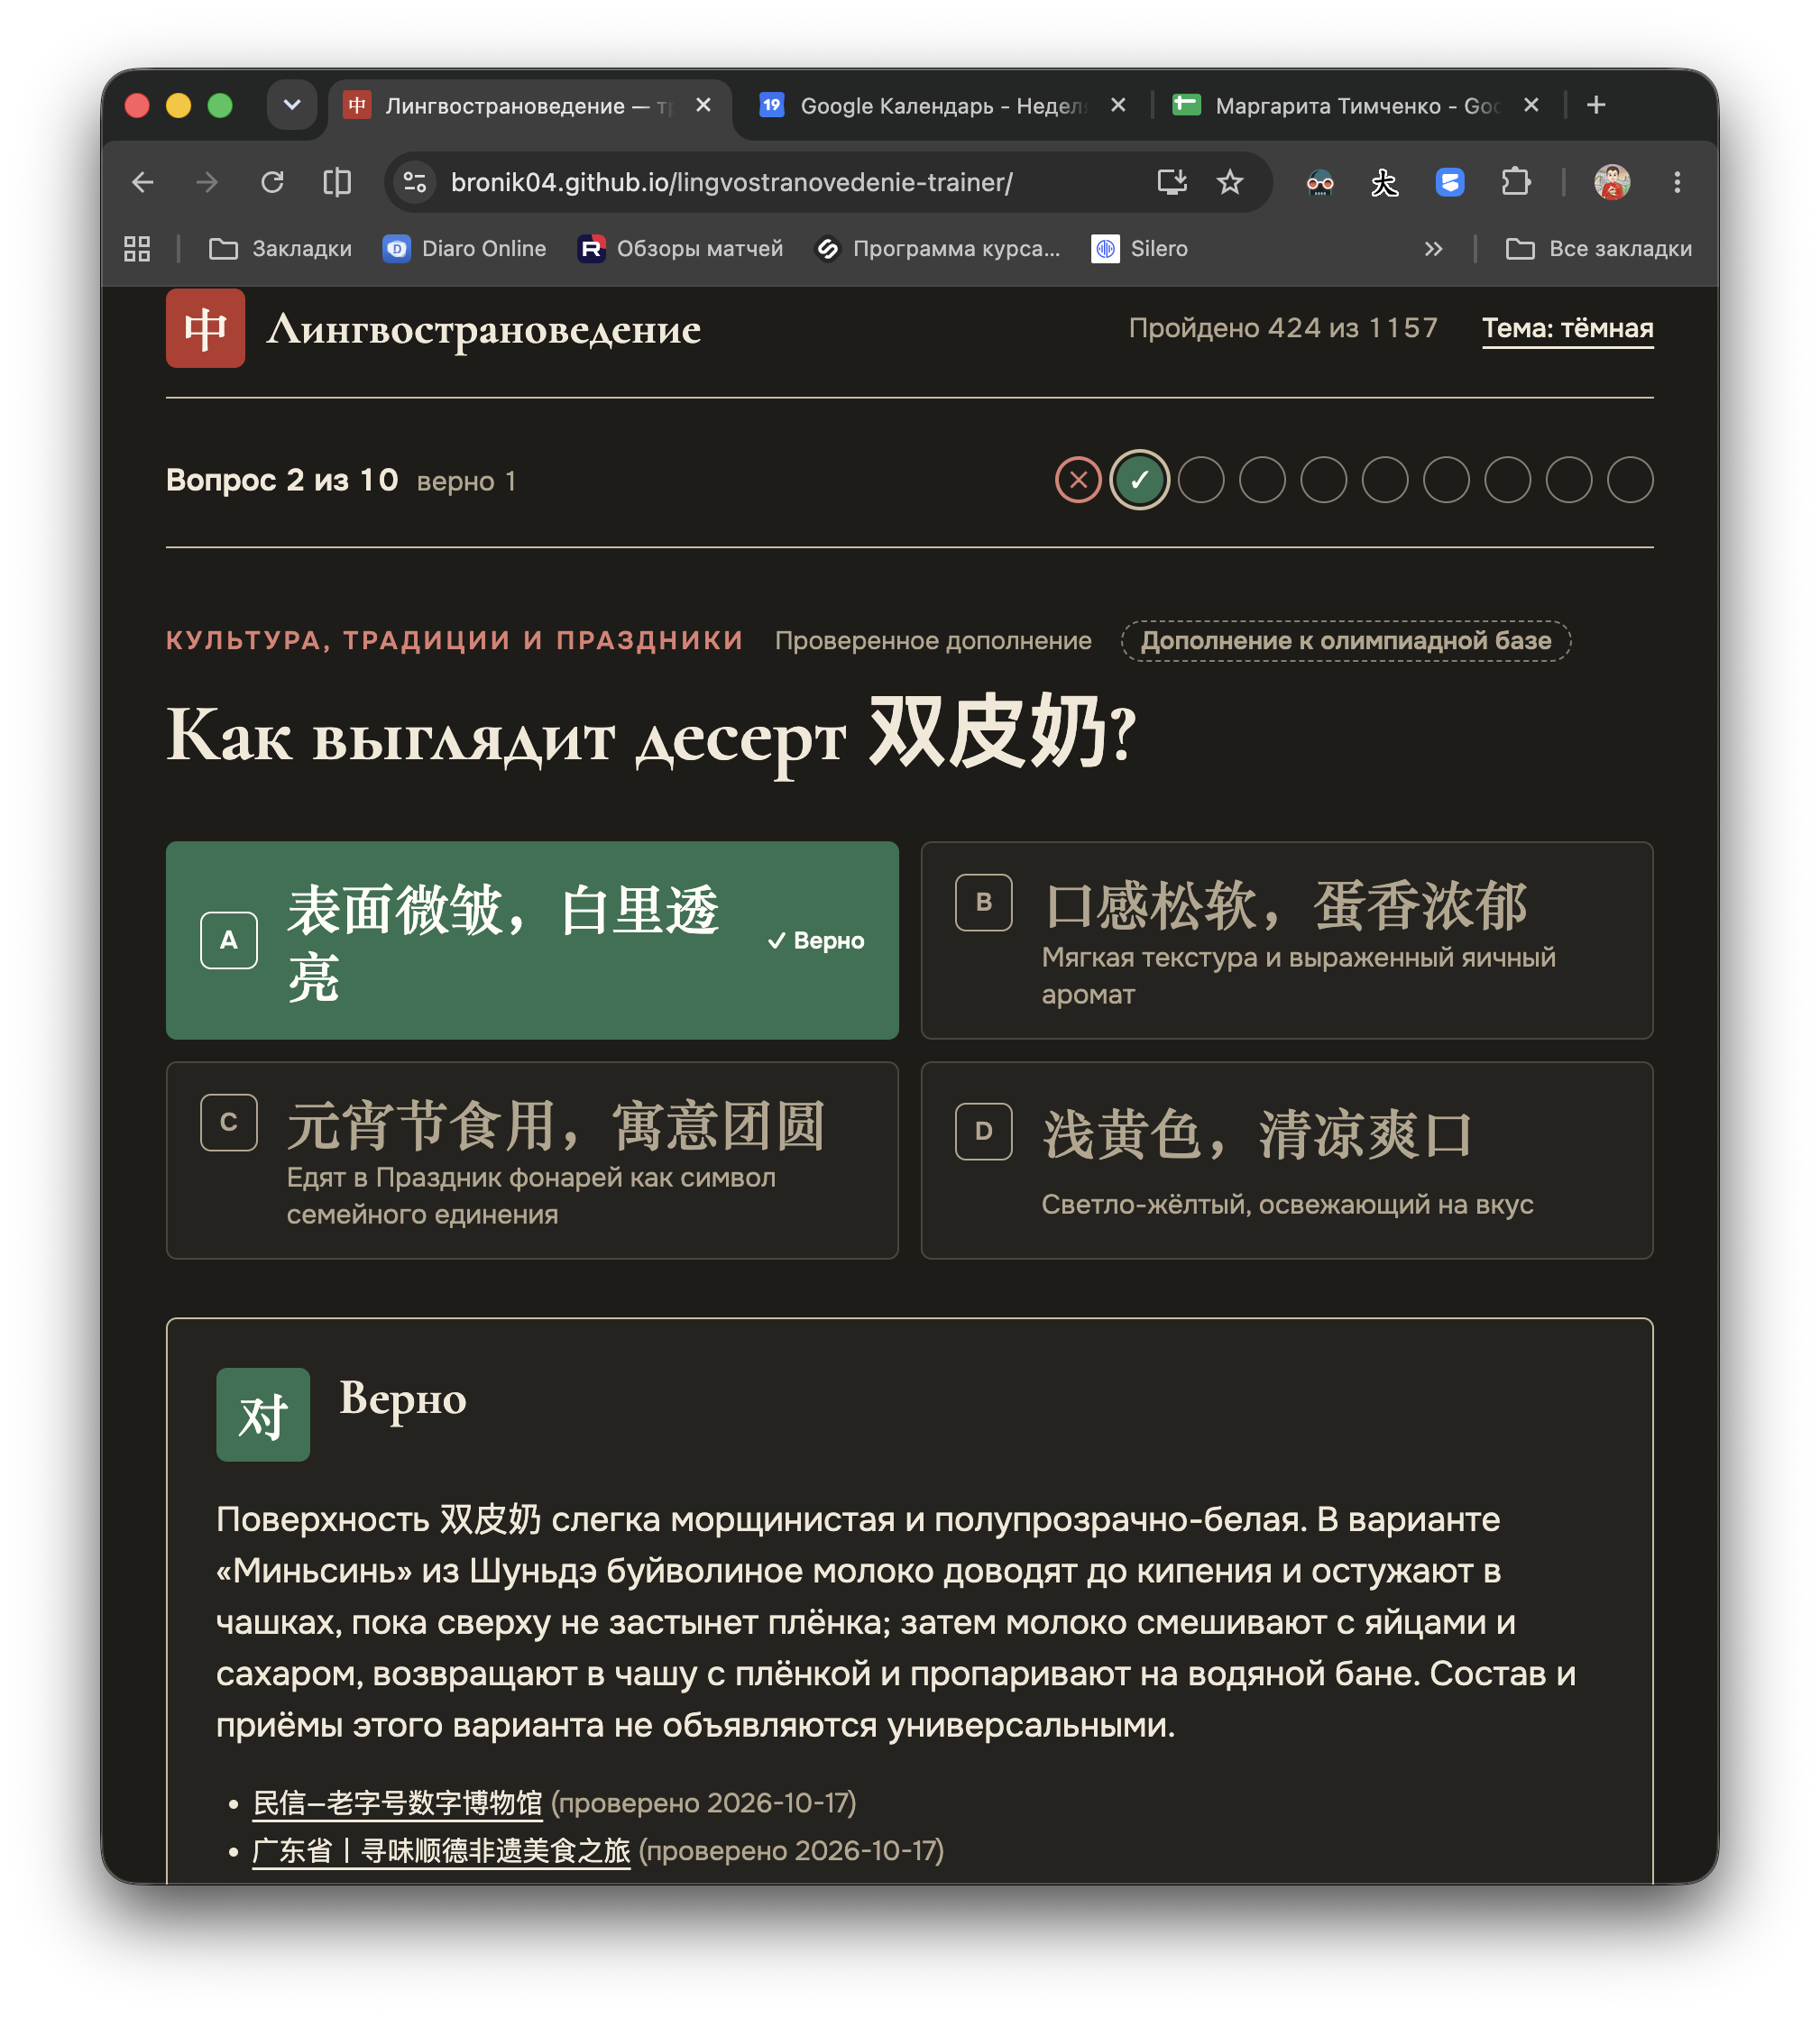 中 Лингвострановедение — т
19 Google Календарь - Недел
Маргарита Тимченко - Goo
bronik04.github.io/lingvostranovedenie-trainer/
大
Закладки
Diaro Online
Обзоры матчей
Программа курса...
Silero
Все закладки
中 Лингвострановедение
Пройдено 424 из 1157
Тема: тёмная
Вопрос 2 из 10 верно 1
КУЛЬТУРА, ТРАДИЦИИ И ПРАЗДНИКИ Проверенное дополнение Дополнение к олимпиадной базе
Как выглядит десерт 双皮奶?
A 表面微皱，白里透
亮
✓ Верно
B 口感松软，蛋香浓郁
Мягкая текстура и выраженный яичный
аромат
C 元宵节食用，寓意团圆
Едят в Праздник фонарей как символ
семейного единения
D 浅黄色，清凉爽口
Светло-жёлтый, освежающий на вкус
对 Верно
Поверхность 双皮奶 слегка морщинистая и полупрозрачно-белая. В варианте
«Миньсинь» из Шуньдэ буйволиное молоко доводят до кипения и остужают в
чашках, пока сверху не застынет плёнка; затем молоко смешивают с яйцами и
сахаром, возвращают в чашу с плёнкой и пропаривают на водяной бане. Состав и
приёмы этого варианта не объявляются универсальными.
• 民信—老字号数字博物馆 (проверено 2026-10-17)
• 广东省丨寻味顺德非遗美食之旅 (проверено 2026-10-17)